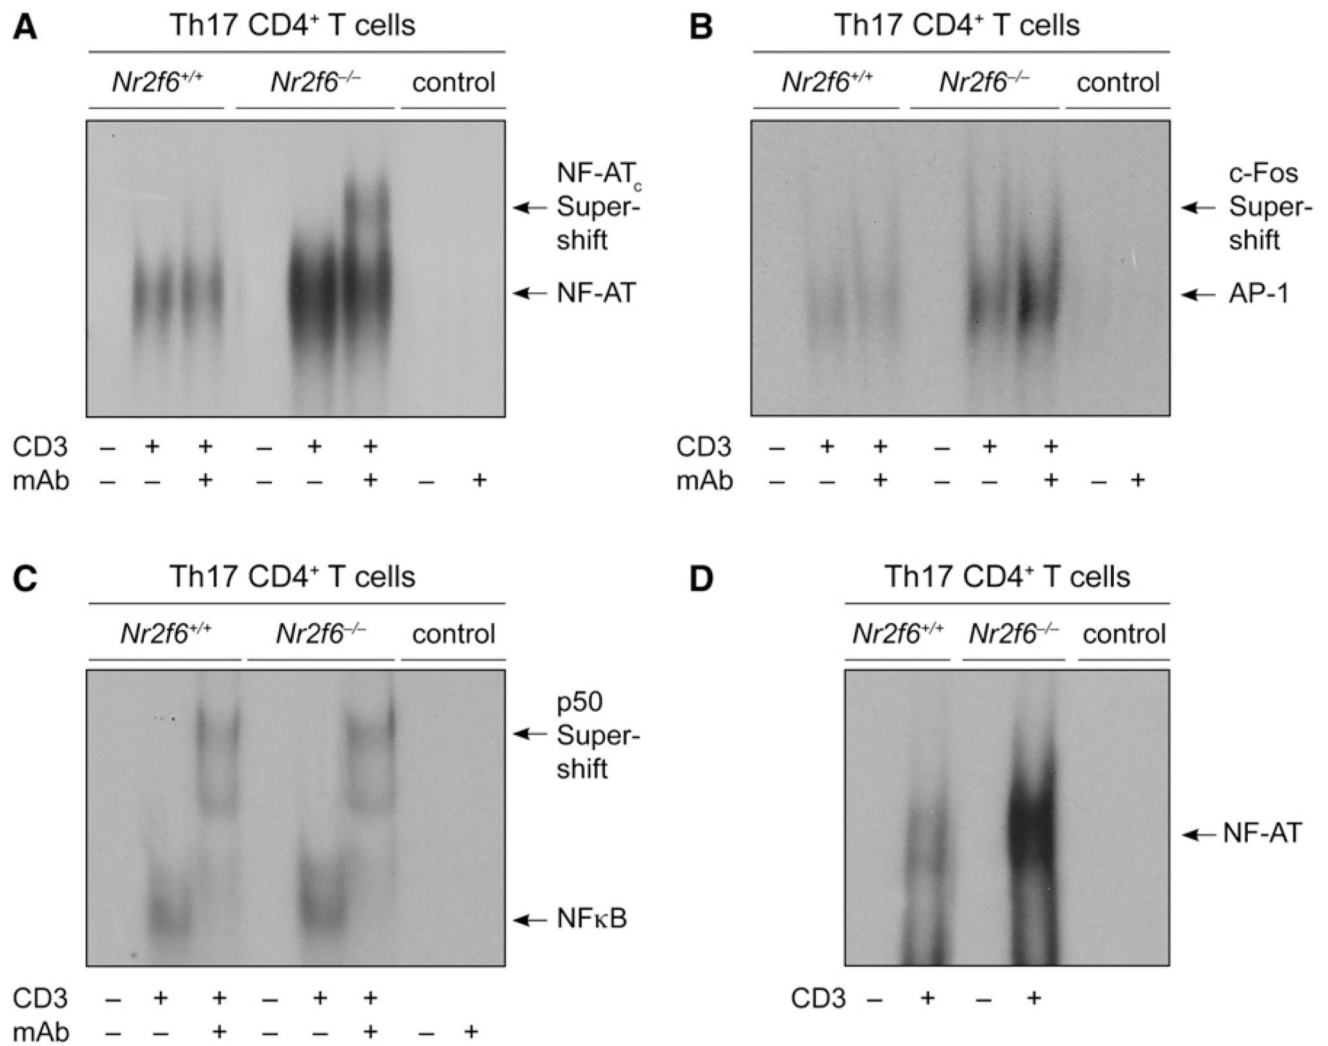 A
Th17 CD4⁺ T cells
Nr2f6⁺/⁺ Nr2f6⁻/⁻ control
NF-ATc
Super-
shift
NF-AT
CD3 – + + – + +
mAb – – + – – + – +
B
Th17 CD4⁺ T cells
Nr2f6⁺/⁺ Nr2f6⁻/⁻ control
c-Fos
Super-
shift
AP-1
CD3 – + + – + +
mAb – – + – – + – +
C
Th17 CD4⁺ T cells
Nr2f6⁺/⁺ Nr2f6⁻/⁻ control
p50
Super-
shift
NFκB
CD3 – + + – + +
mAb – – + – – + – +
D
Th17 CD4⁺ T cells
Nr2f6⁺/⁺ Nr2f6⁻/⁻ control
NF-AT
CD3 – + – +